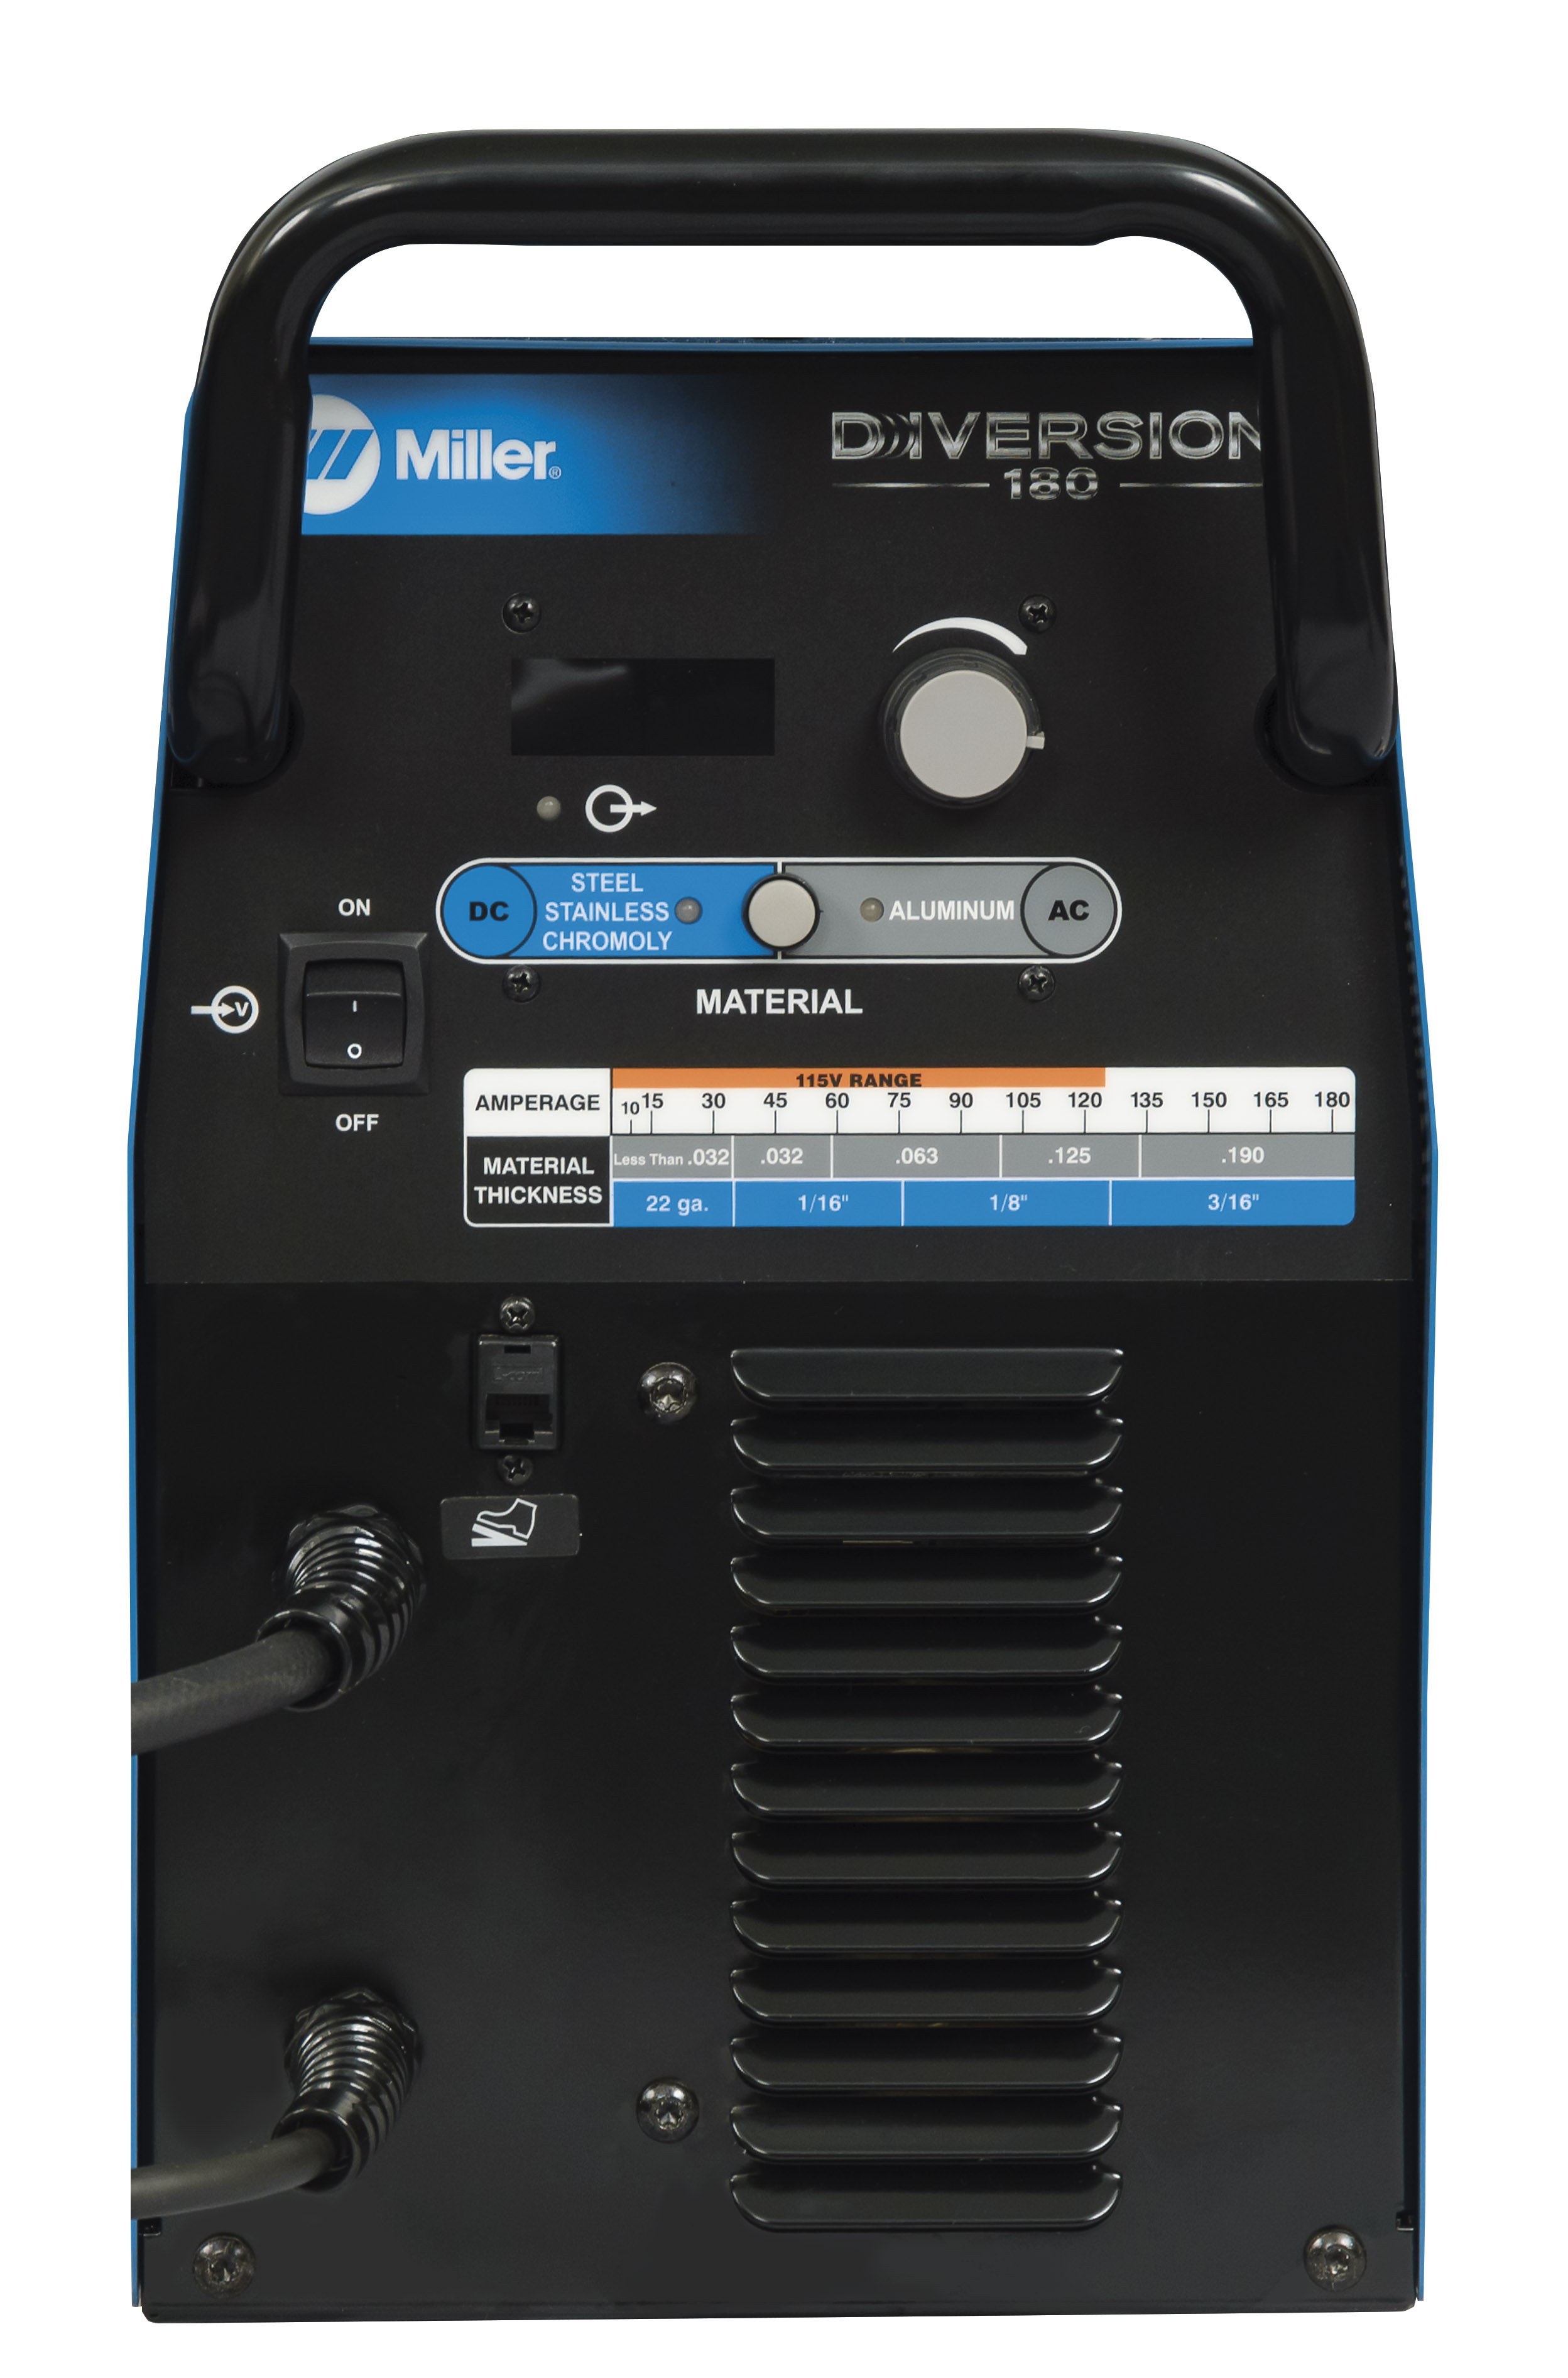 Miller®
DIVERSION
180
ON
I
O
OFF
V
DC
STEEL
STAINLESS
CHROMOLY
ALUMINUM
AC
MATERIAL
115V RANGE
AMPERAGE
10 15 30 45 60 75 90 105 120 135 150 165 180
MATERIAL
THICKNESS
Less Than .032 .032 .063 .125 .190
22 ga. 1/16" 1/8" 3/16"